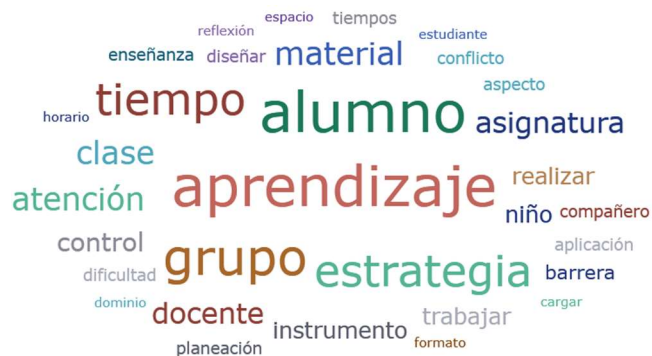 espacio
tiempos
reflexión
estudiante
enseñanza
diseñar
material
conflicto
aspecto
tiempo
alumno
horario
asignatura
clase
aprendizaje
realizar
atención
niño
compañero
control
grupo
estrategia
aplicación
dificultad
barrera
dominio
cargar
docente
instrumento
trabajar
formato
planeación